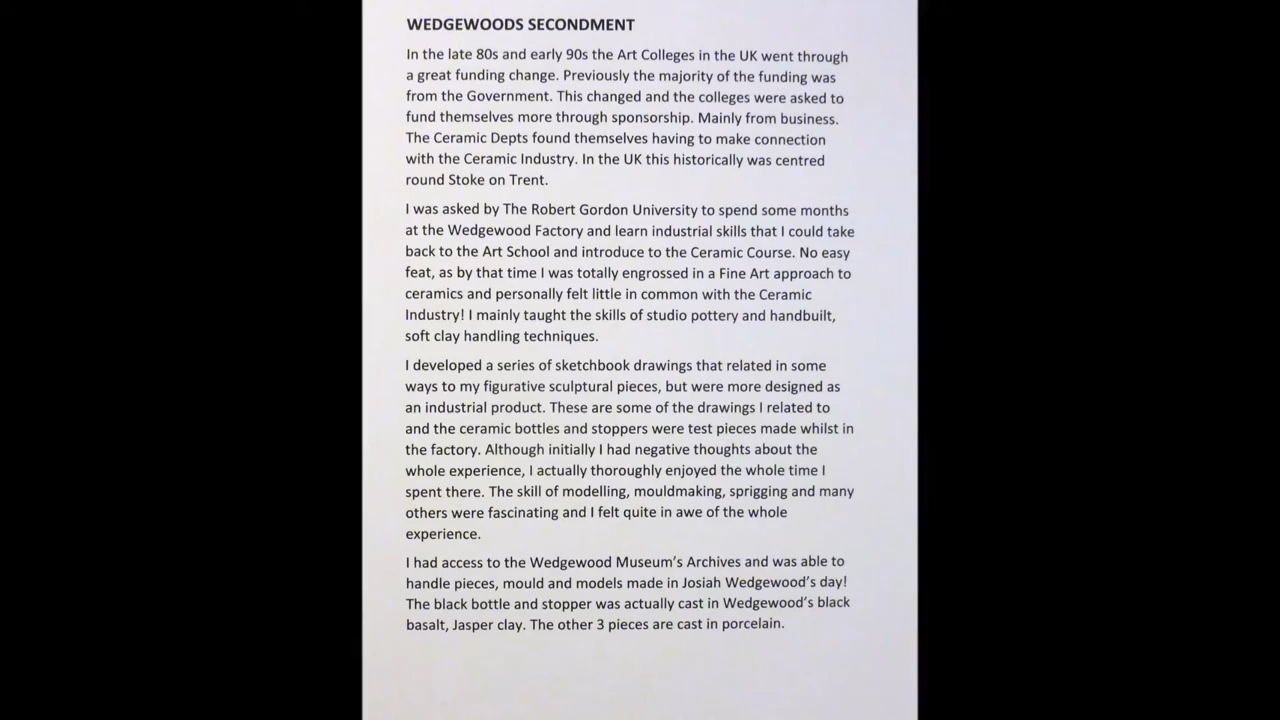 WEDGEWOODS SECONDMENT
In the late 80s and early 90s the Art Colleges in the UK went through
a great funding change. Previously the majority of the funding was
from the Government. This changed and the colleges were asked to
fund themselves more through sponsorship. Mainly from business.
The Ceramic Depts found themselves having to make connection
with the Ceramic Industry. In the UK this historically was centred
round Stoke on Trent.
I was asked by The Robert Gordon University to spend some months
at the Wedgewood Factory and learn industrial skills that I could take
back to the Art School and introduce to the Ceramic Course. No easy
feat, as by that time I was totally engrossed in a Fine Art approach to
ceramics and personally felt little in common with the Ceramic
Industry! I mainly taught the skills of studio pottery and handbuilt,
soft clay handling techniques.
I developed a series of sketchbook drawings that related in some
ways to my figurative sculptural pieces, but were more designed as
an industrial product. These are some of the drawings I related to
and the ceramic bottles and stoppers were test pieces made whilst in
the factory. Although initially I had negative thoughts about the
whole experience, I actually thoroughly enjoyed the whole time I
spent there. The skill of modelling, mouldmaking, sprigging and many
others were fascinating and I felt quite in awe of the whole
experience.
I had access to the Wedgewood Museum's Archives and was able to
handle pieces, mould and models made in Josiah Wedgewood's day!
The black bottle and stopper was actually cast in Wedgewood's black
basalt, Jasper clay. The other 3 pieces are cast in porcelain.